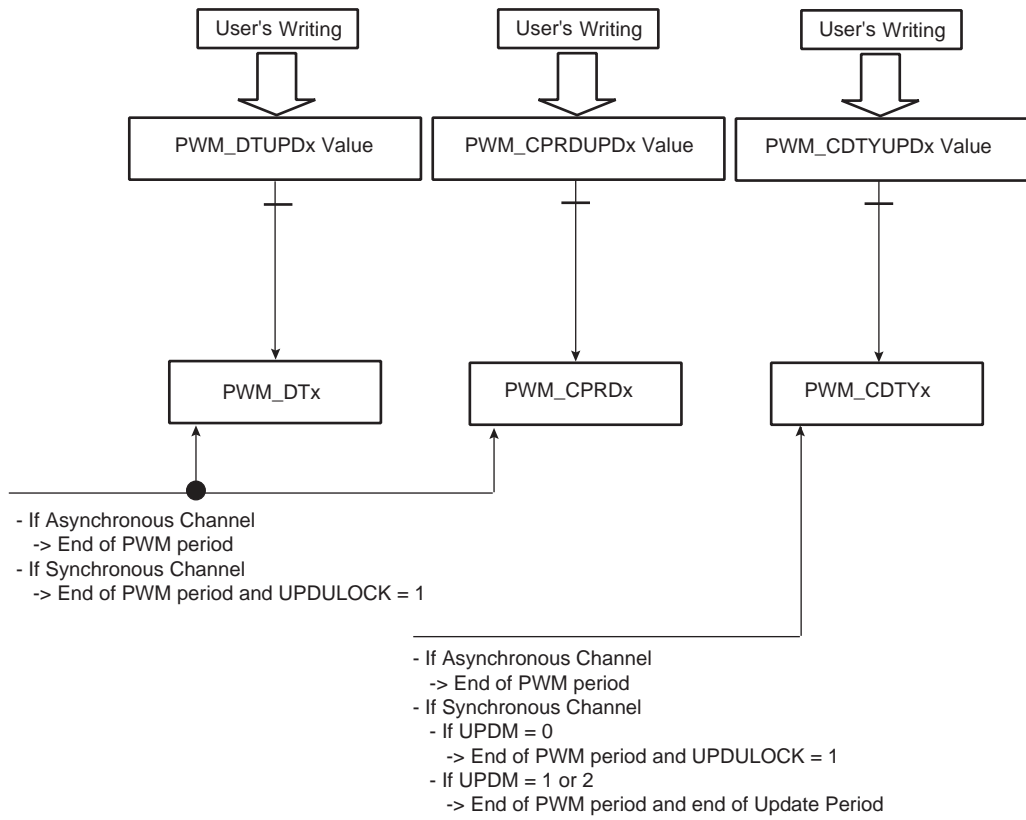 User's Writing
User's Writing
User's Writing
PWM_DTUPDx Value
PWM_CPRDUPDx Value
PWM_CDTYUPDx Value
PWM_DTx
PWM_CPRDx
PWM_CDTYx
- If Asynchronous Channel
-> End of PWM period
- If Synchronous Channel
-> End of PWM period and UPDULOCK = 1
- If Asynchronous Channel
-> End of PWM period
- If Synchronous Channel
- If UPDM = 0
-> End of PWM period and UPDULOCK = 1
- If UPDM = 1 or 2
-> End of PWM period and end of Update Period